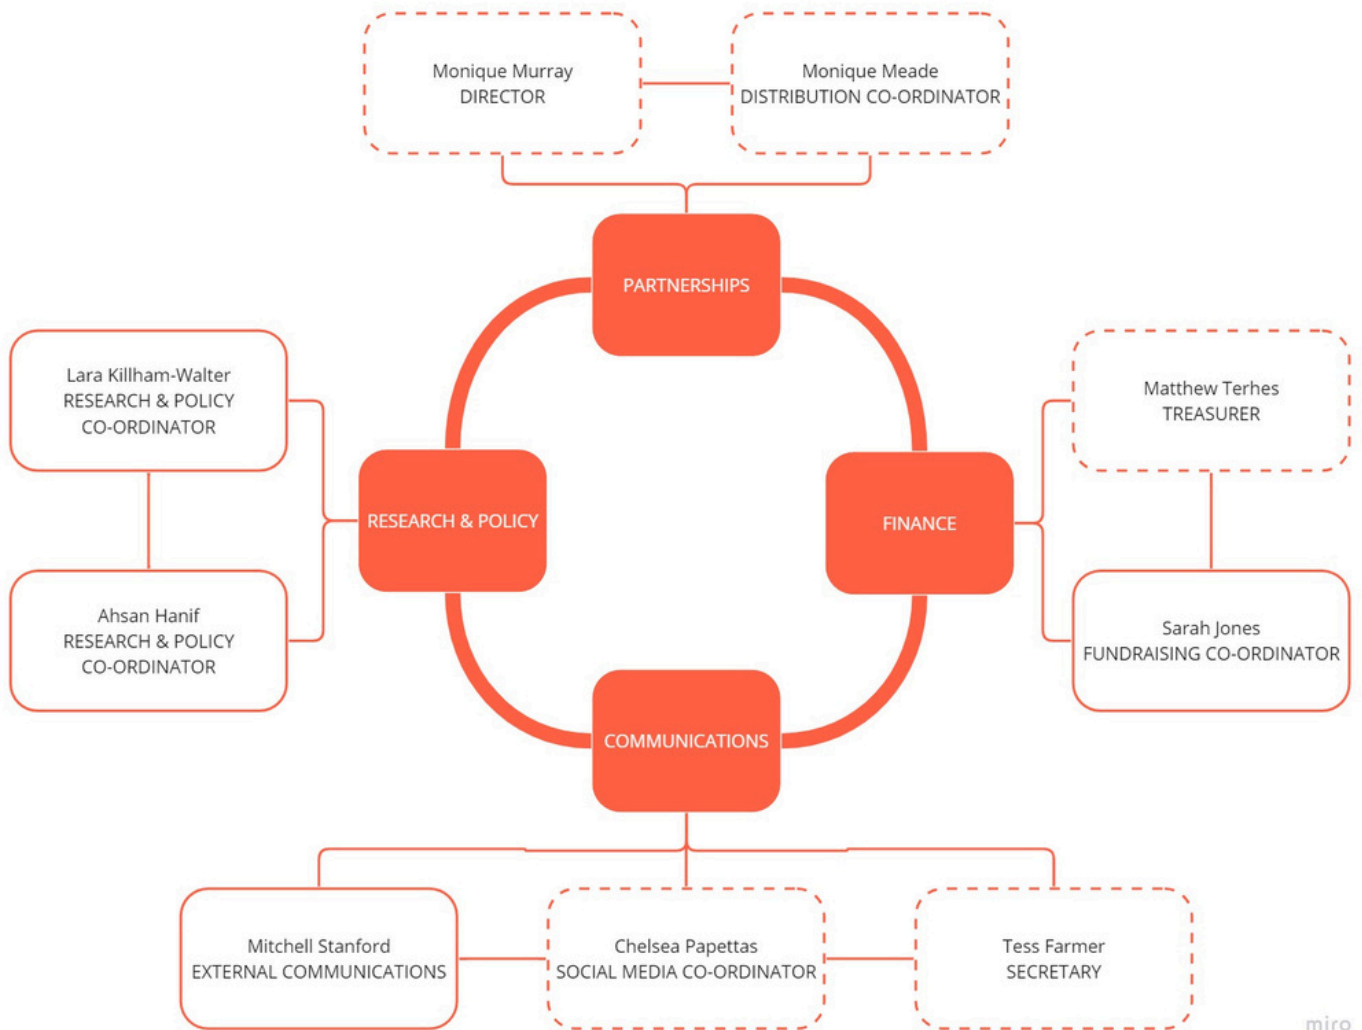 Monique Murray
DIRECTOR
Monique Meade
DISTRIBUTION CO-ORDINATOR
PARTNERSHIPS
Lara Killham-Walter
RESEARCH & POLICY
CO-ORDINATOR
Matthew Terhes
TREASURER
RESEARCH & POLICY
FINANCE
Ahsan Hanif
RESEARCH & POLICY
CO-ORDINATOR
Sarah Jones
FUNDRAISING CO-ORDINATOR
COMMUNICATIONS
Mitchell Stanford
EXTERNAL COMMUNICATIONS
Chelsea Papettas
SOCIAL MEDIA CO-ORDINATOR
Tess Farmer
SECRETARY
miro